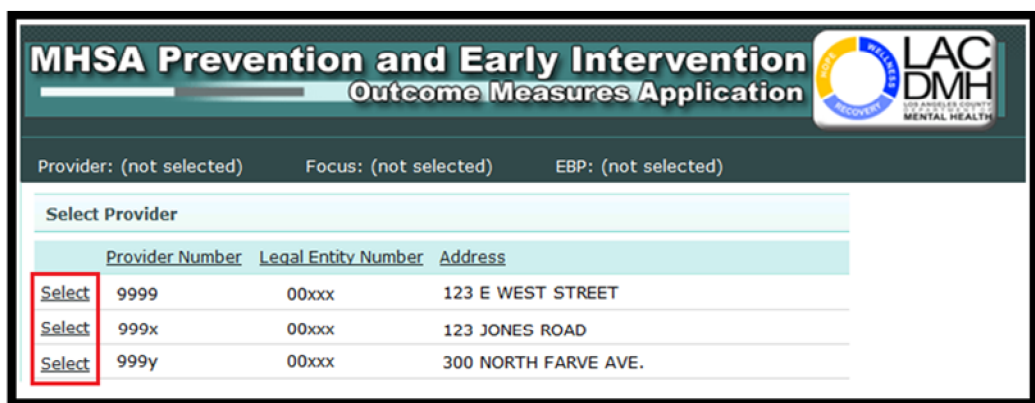 MHSA Prevention and Early Intervention
Outcome Measures Application
HOPE
WELLNESS
RECOVERY
LAC
DMH
LOS ANGELES COUNTY
DEPARTMENT OF
MENTAL HEALTH
Provider: (not selected) Focus: (not selected) EBP: (not selected)
Select Provider
Provider Number Legal Entity Number Address
Select 9999 00xxx 123 E WEST STREET
Select 999x 00xxx 123 JONES ROAD
Select 999y 00xxx 300 NORTH FARVE AVE.